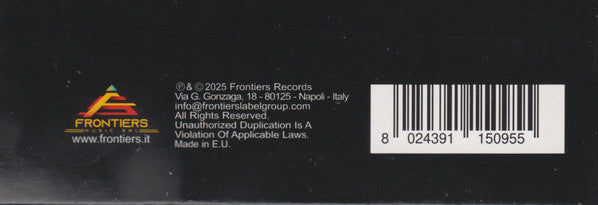 FRONTIERS
MUSIC SRL
www.frontiers.it
℗ & © 2025 Frontiers Records
Via G. Gonzaga, 18 - 80125 - Napoli - Italy
info@frontierslabelgroup.com
All Rights Reserved.
Unauthorized Duplication Is A
Violation Of Applicable Laws.
Made in E.U.
8 024391 150955